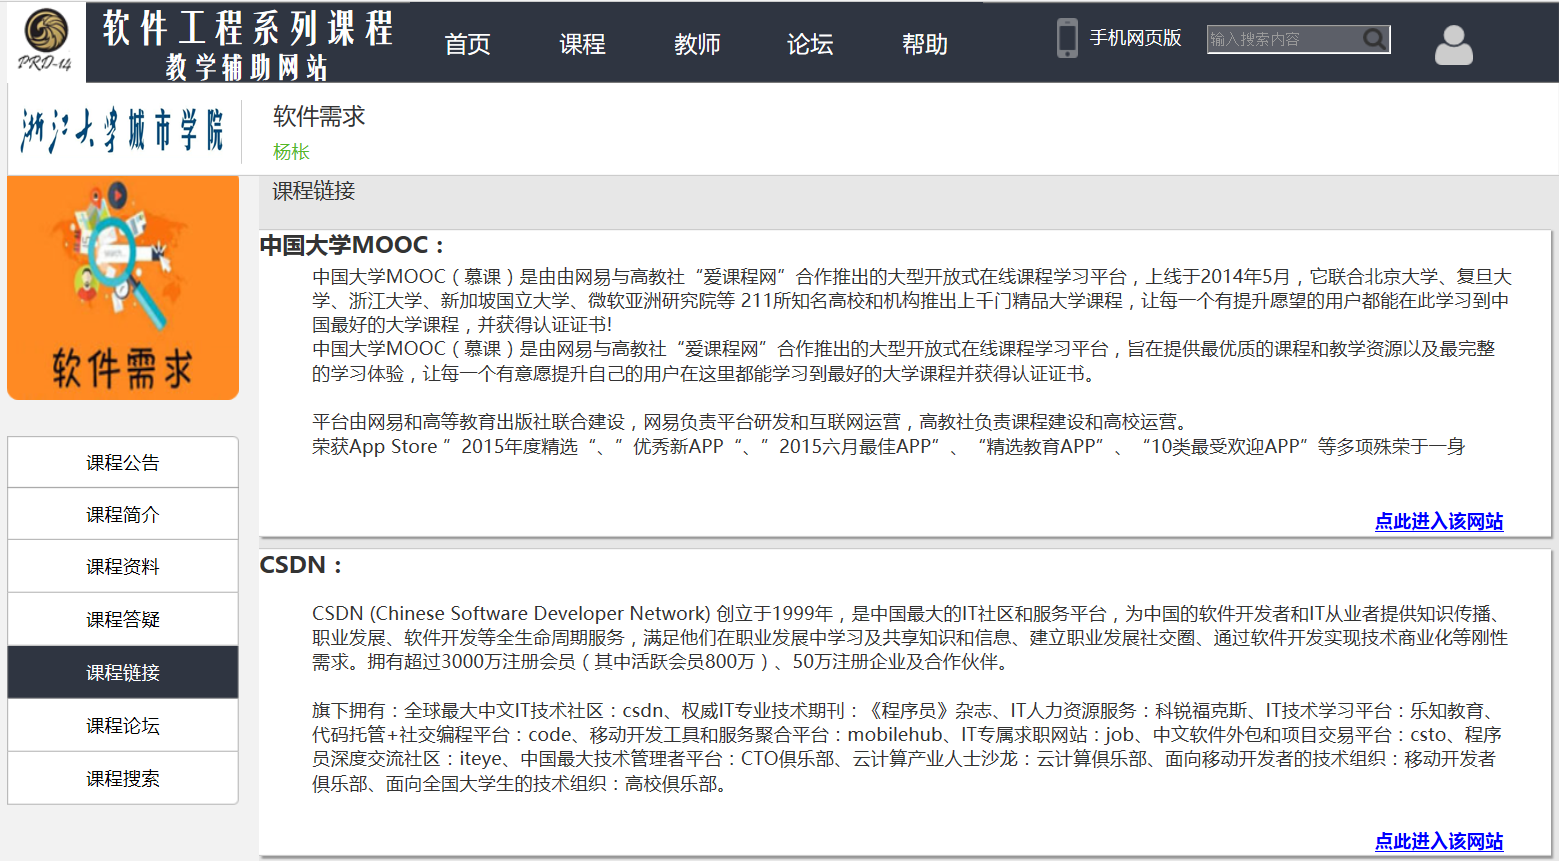 PRD-14
软件工程系列课程
教学辅助网站
首页
课程
教师
论坛
帮助
手机网页版
输入搜索内容
浙江大学城市学院
软件需求
杨枨
课程链接
软件需求
课程公告
课程简介
课程资料
课程答疑
课程链接
课程论坛
课程搜索
中国大学MOOC：
中国大学MOOC（慕课）是由由网易与高教社“爱课程网”合作推出的大型开放式在线课程学习平台，上线于2014年5月，它联合北京大学、复旦大
学、浙江大学、新加坡国立大学、微软亚洲研究院等 211所知名高校和机构推出上千门精品大学课程，让每一个有提升愿望的用户都能在此学习到中
国最好的大学课程，并获得认证证书!
中国大学MOOC（慕课）是由网易与高教社“爱课程网”合作推出的大型开放式在线课程学习平台，旨在提供最优质的课程和教学资源以及最完整
的学习体验，让每一个有意愿提升自己的用户在这里都能学习到最好的大学课程并获得认证证书。
平台由网易和高等教育出版社联合建设，网易负责平台研发和互联网运营，高教社负责课程建设和高校运营。
荣获App Store ”2015年度精选“、”优秀新APP“、”2015六月最佳APP”、“精选教育APP”、“10类最受欢迎APP”等多项殊荣于一身
点此进入该网站
CSDN：
CSDN (Chinese Software Developer Network) 创立于1999年，是中国最大的IT社区和服务平台，为中国的软件开发者和IT从业者提供知识传播、
职业发展、软件开发等全生命周期服务，满足他们在职业发展中学习及共享知识和信息、建立职业发展社交圈、通过软件开发实现技术商业化等刚性
需求。拥有超过3000万注册会员（其中活跃会员800万）、50万注册企业及合作伙伴。
旗下拥有：全球最大中文IT技术社区：csdn、权威IT专业技术期刊：《程序员》杂志、IT人力资源服务：科锐福克斯、IT技术学习平台：乐知教育、
代码托管+社交编程平台：code、移动开发工具和服务聚合平台：mobilehub、IT专属求职网站：job、中文软件外包和项目交易平台：csto、程序
员深度交流社区：iteye、中国最大技术管理者平台：CTO俱乐部、云计算产业人士沙龙：云计算俱乐部、面向移动开发者的技术组织：移动开发者
俱乐部、面向全国大学生的技术组织：高校俱乐部。
点此进入该网站